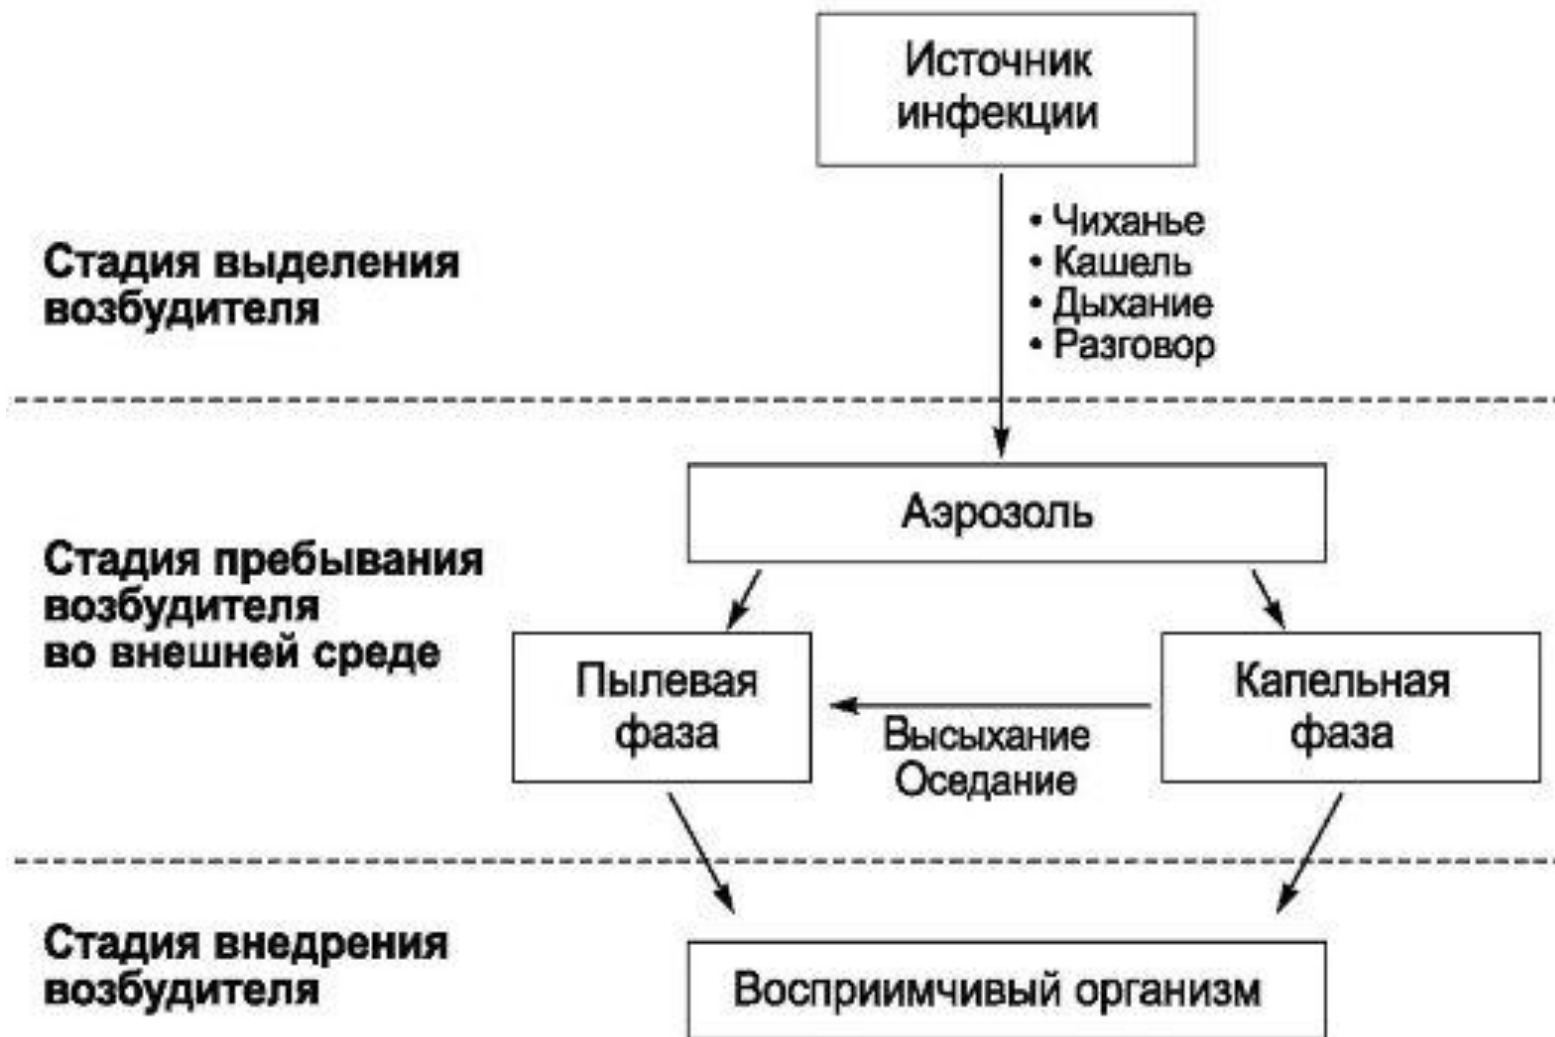 Источник
инфекции
• Чиханье
• Кашель
• Дыхание
• Разговор
Стадия выделения
возбудителя
Аэрозоль
Стадия пребывания
возбудителя
во внешней среде
Пылевая
фаза
Высыхание
Оседание
Капельная
фаза
Стадия внедрения
возбудителя
Восприимчивый организм